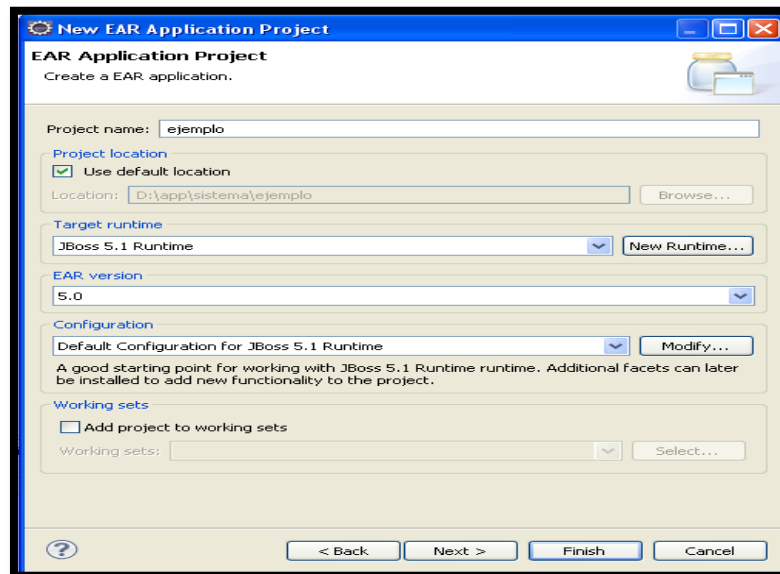 New EAR Application Project
EAR Application Project
Create a EAR application.
Project name: ejemplo
Project location
Use default location
Location: D:\app\sistema\ejemplo Browse...
Target runtime
JBoss 5.1 Runtime New Runtime...
EAR version
5.0
Configuration
Default Configuration for JBoss 5.1 Runtime Modify...
A good starting point for working with JBoss 5.1 Runtime runtime. Additional facets can later
be installed to add new functionality to the project.
Working sets
Add project to working sets
Working sets: Select...
? < Back Next > Finish Cancel